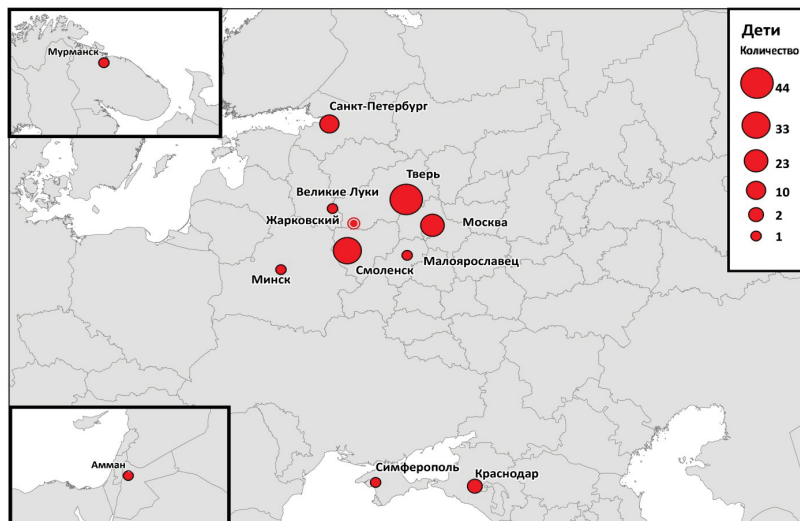 Мурманск
Санкт-Петербург
Тверь
Великие Луки
Жарковский
Москва
Малоярославец
Смоленск
Минск
Амман
Симферополь
Краснодар
Дети
Количество
44
33
23
10
2
1